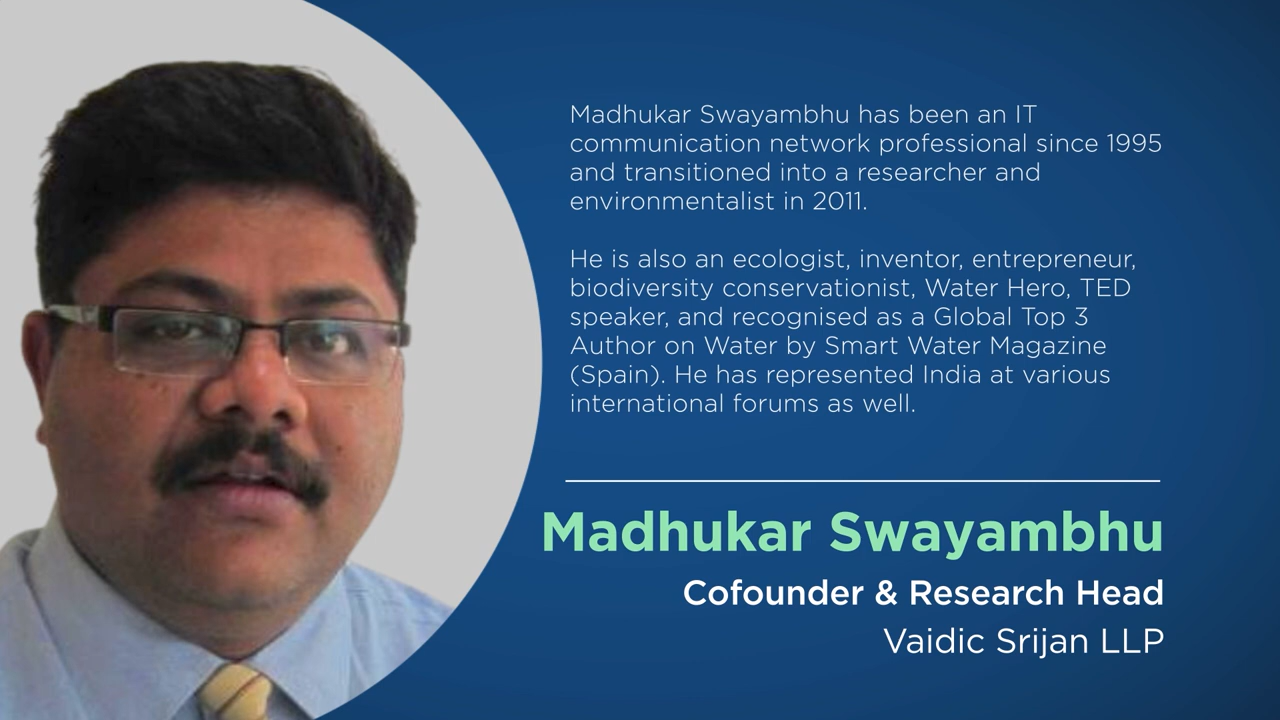 Madhukar Swayambhu has been an IT
communication network professional since 1995
and transitioned into a researcher and
environmentalist in 2011.
He is also an ecologist, inventor, entrepreneur,
biodiversity conservationist, Water Hero, TED
speaker, and recognised as a Global Top 3
Author on Water by Smart Water Magazine
(Spain). He has represented India at various
international forums as well.
Madhukar Swayambhu
Cofounder & Research Head
Vaidic Srijan LLP